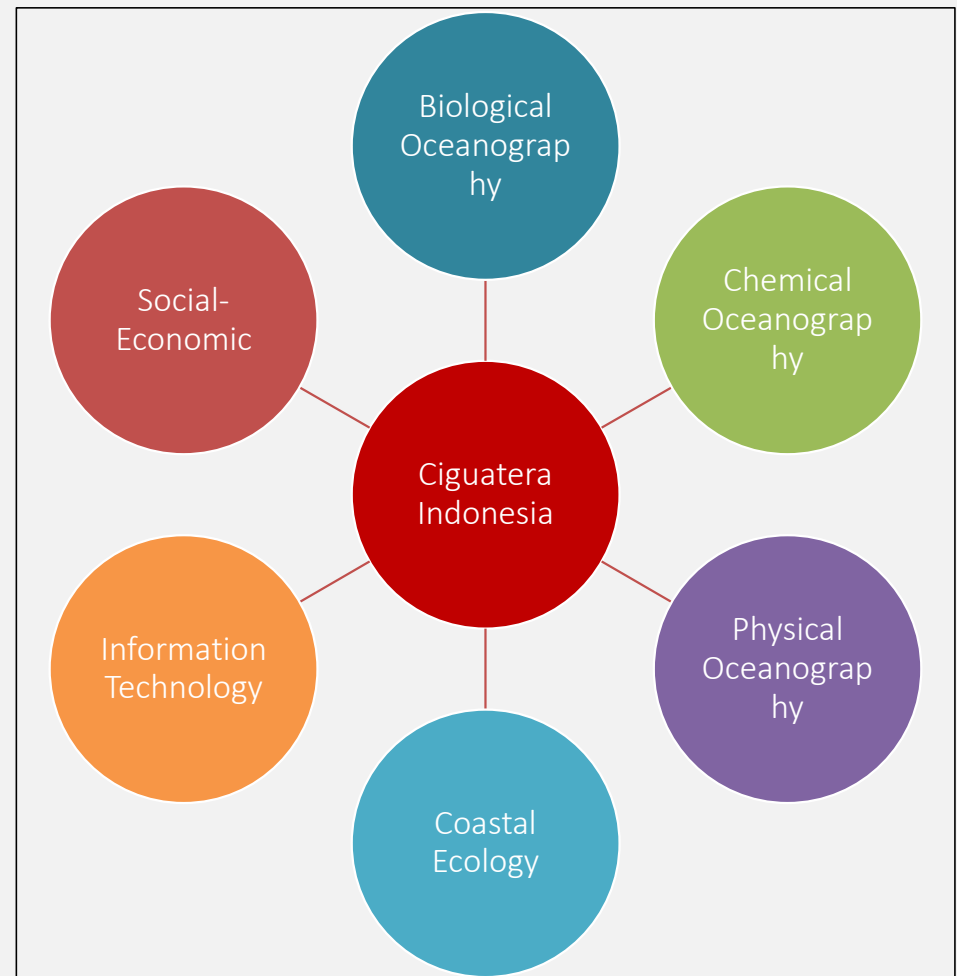 Biological
Oceanograp
hy
Social-
Economic
Chemical
Oceanograp
hy
Ciguatera
Indonesia
Information
Technology
Physical
Oceanograp
hy
Coastal
Ecology